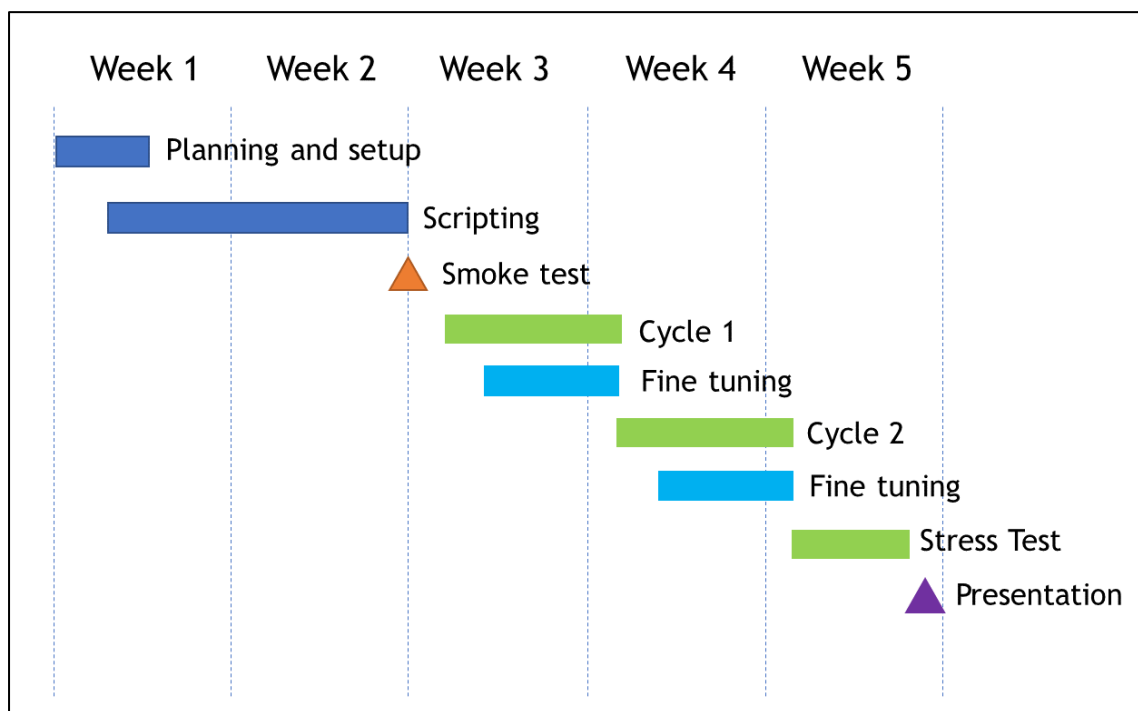 Week 1 Week 2 Week 3 Week 4 Week 5
Planning and setup
Scripting
Smoke test
Cycle 1
Fine tuning
Cycle 2
Fine tuning
Stress Test
Presentation